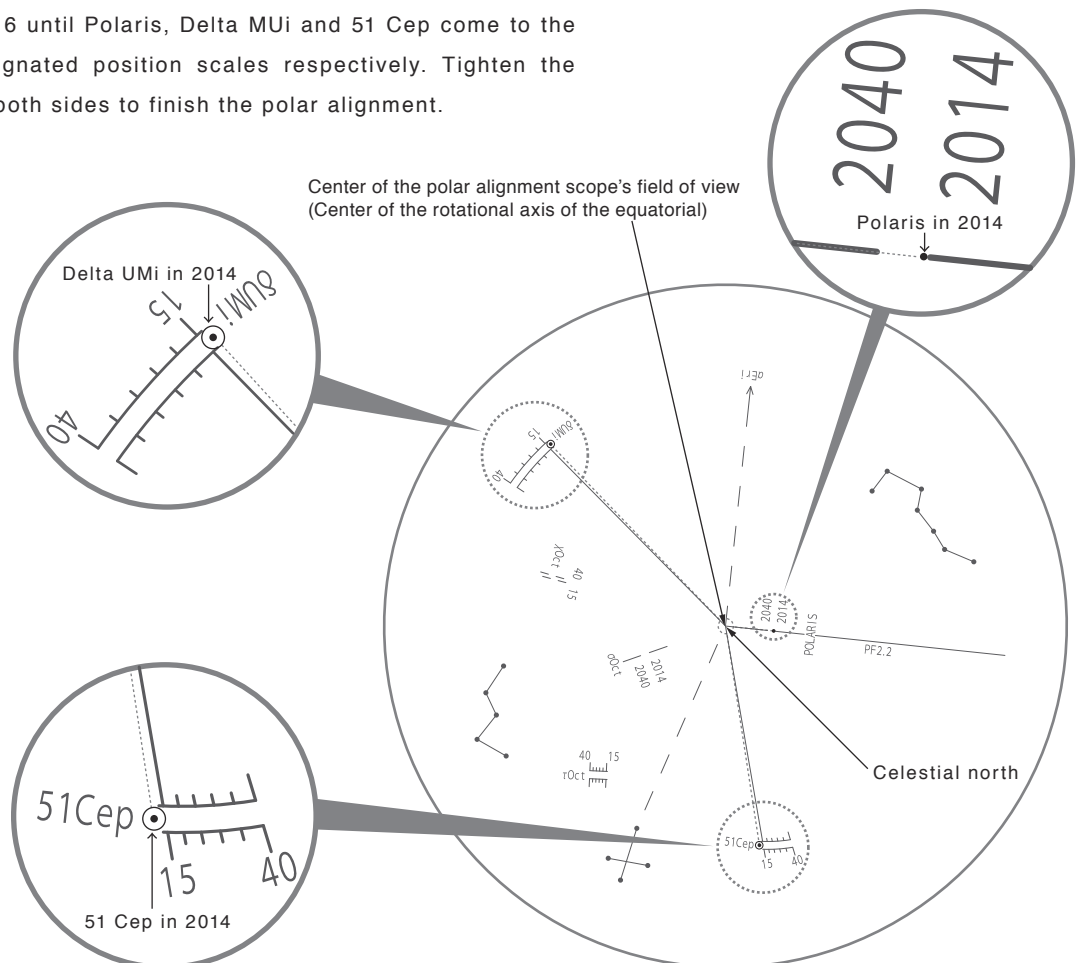 6 until Polaris, Delta MUi and 51 Cep come to the
gnated position scales respectively. Tighten the
both sides to finish the polar alignment.
2040
2014
Polaris in 2014
Center of the polar alignment scope's field of view
(Center of the rotational axis of the equatorial)
Delta UMi in 2014
15
δUMi
40
αEri
15
δUMi
40
χOct
40 15
2040
2014
POLARIS
PF2.2
σOct
2014
2040
40 15
τOct
Celestial north
51Cep
15 40
51Cep
15 40
51 Cep in 2014